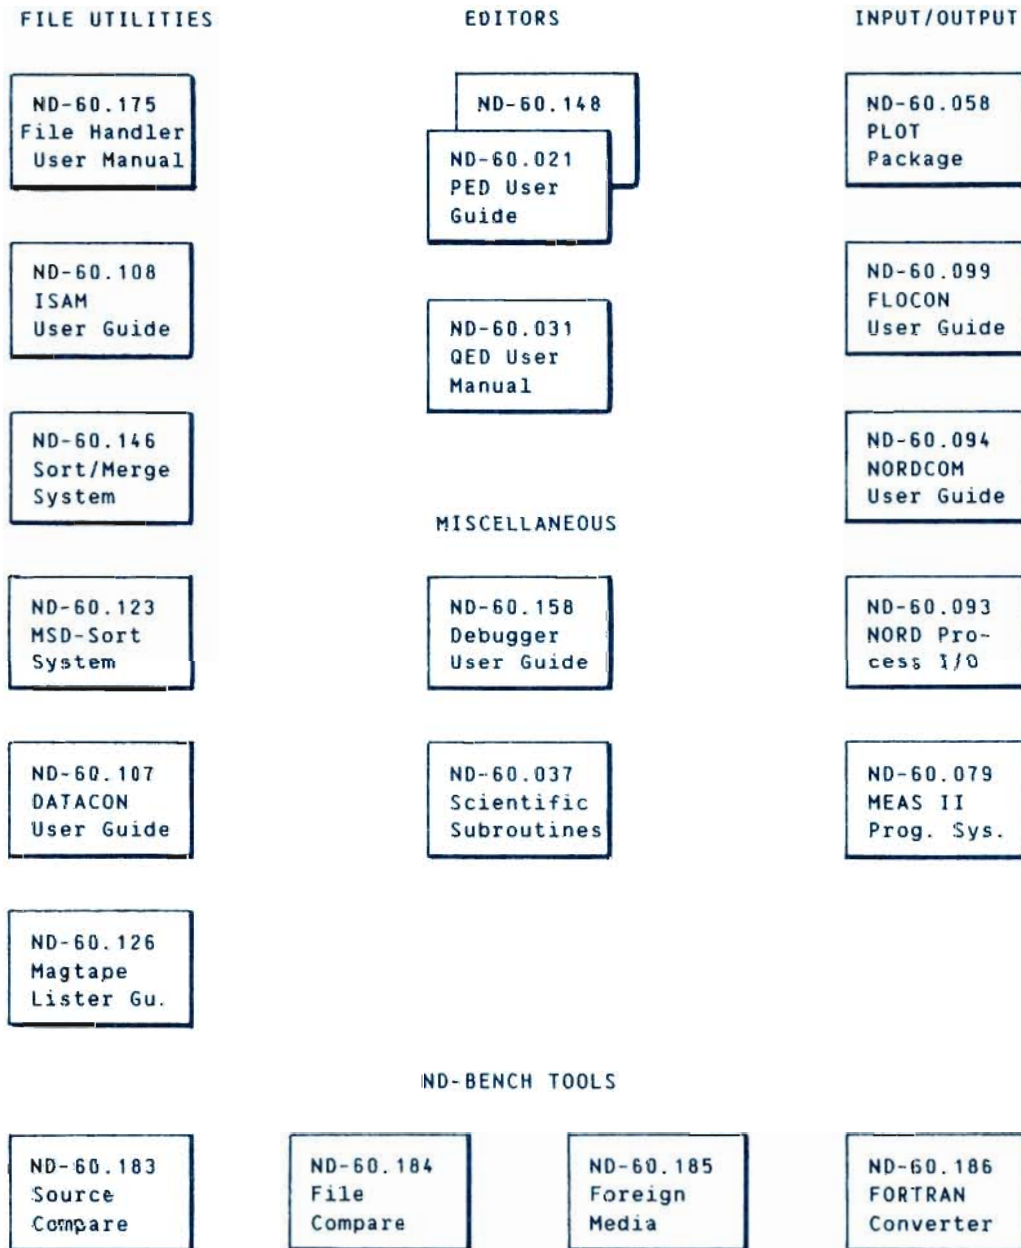 FILE UTILITIES
ND-60.175
File Handler
User Manual
ND-60.108
ISAM
User Guide
ND-60.146
Sort/Merge
System
ND-60.123
MSD-Sort
System
ND-60.107
DATACON
User Guide
ND-60.126
Magtape
Lister Gu.
EDITORS
ND-60.148
ND-60.021
PED User
Guide
ND-60.031
QED User
Manual
MISCELLANEOUS
ND-60.158
Debugger
User Guide
ND-60.037
Scientific
Subroutines
INPUT/OUTPUT
ND-60.058
PLOT
Package
ND-60.099
FLOCON
User Guide
ND-60.094
NORDCOM
User Guide
ND-60.093
NORD Pro-
cess I/O
ND-60.079
MEAS II
Prog. Sys.
ND-BENCH TOOLS
ND-60.183
Source
Compare
ND-60.184
File
Compare
ND-60.185
Foreign
Media
ND-60.186
FORTRAN
Converter